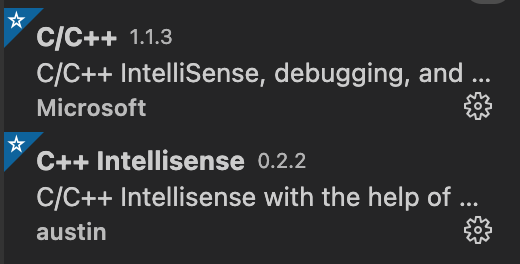 C/C++ 1.1.3
C/C++ IntelliSense, debugging, and ...
Microsoft
C++ Intellisense 0.2.2
C/C++ Intellisense with the help of ...
austin